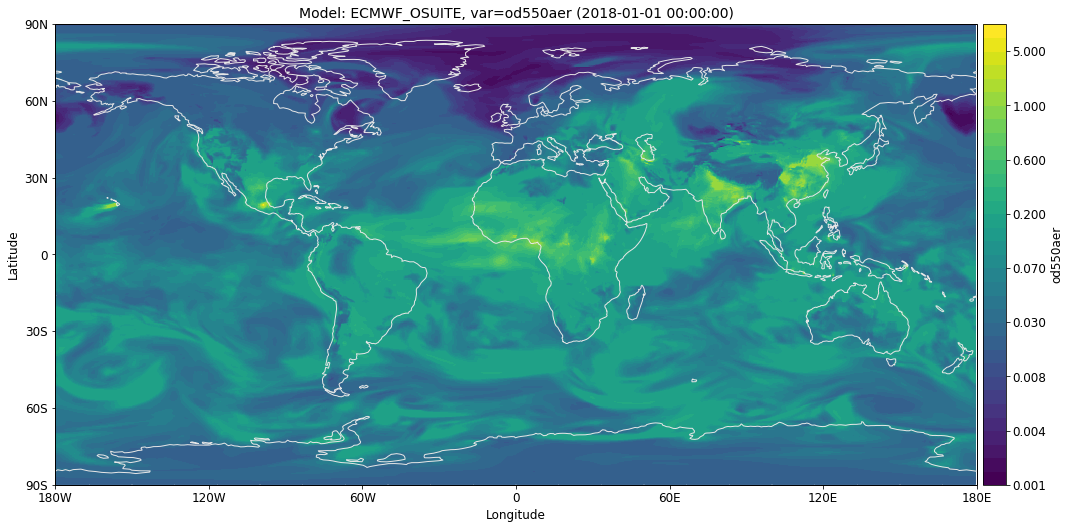 Model: ECMWF_OSUITE, var=od550aer (2018-01-01 00:00:00)
90N
60N
30N
0
30S
60S
90S
Latitude
180W
120W
60W
0
60E
120E
180E
Longitude
5.000
1.000
0.600
0.200
0.070
0.030
0.008
0.004
0.001
od550aer